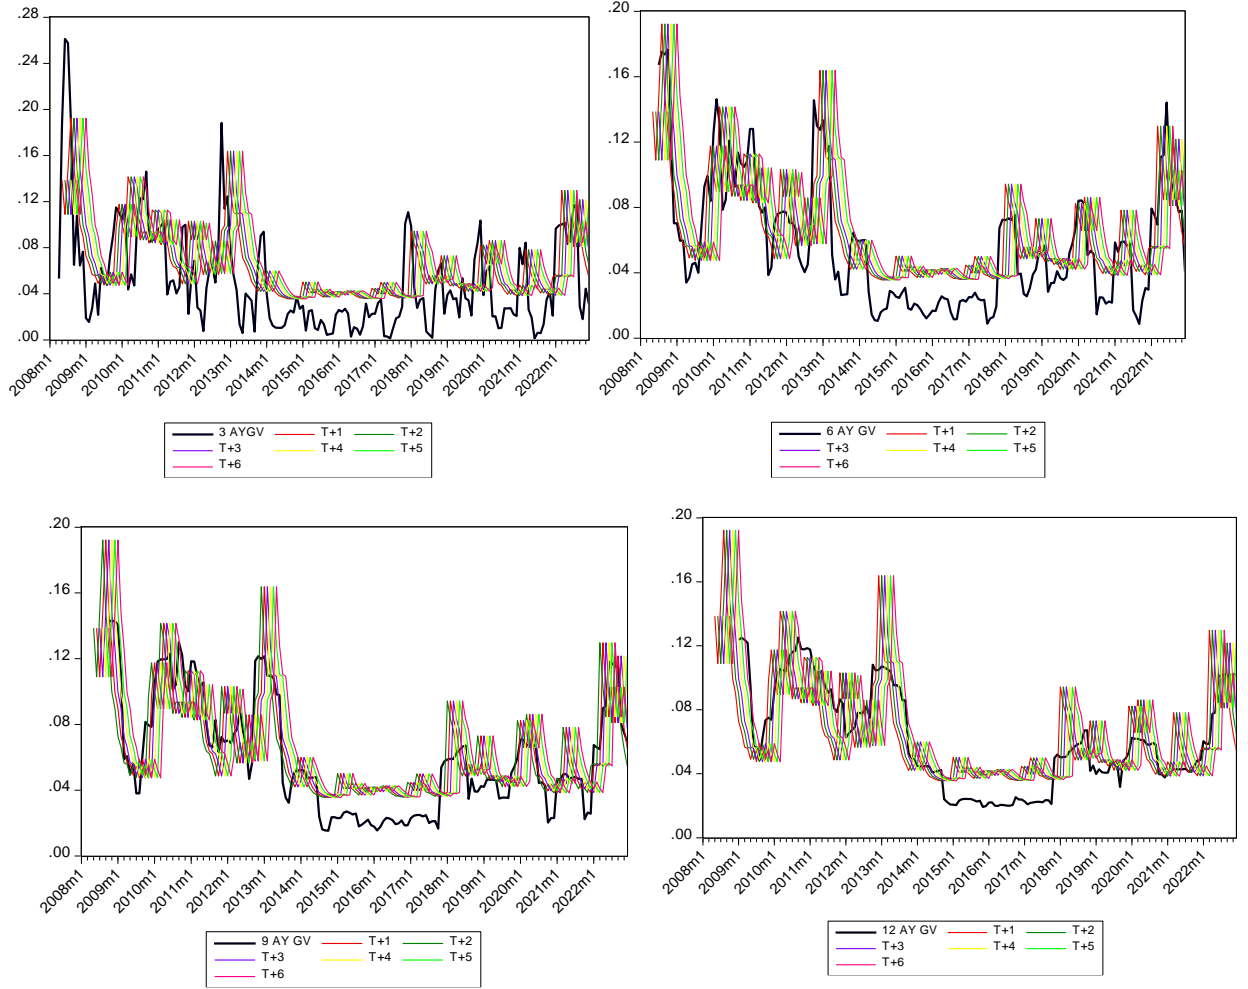 .28
.24
.20
.16
.12
.08
.04
.00
2008m1
2009m1
2010m1
2011m1
2012m1
2013m1
2014m1
2015m1
2016m1
2017m1
2018m1
2019m1
2020m1
2021m1
2022m1
3 AYGV T+1 T+2
T+3 T+4 T+5
T+6
.20
.16
.12
.08
.04
.00
2008m1
2009m1
2010m1
2011m1
2012m1
2013m1
2014m1
2015m1
2016m1
2017m1
2018m1
2019m1
2020m1
2021m1
2022m1
6 AY GV T+1 T+2
T+3 T+4 T+5
T+6
.20
.16
.12
.08
.04
.00
2008m1
2009m1
2010m1
2011m1
2012m1
2013m1
2014m1
2015m1
2016m1
2017m1
2018m1
2019m1
2020m1
2021m1
2022m1
9 AY GV T+1 T+2
T+3 T+4 T+5
T+6
.20
.16
.12
.08
.04
.00
2008m1
2009m1
2010m1
2011m1
2012m1
2013m1
2014m1
2015m1
2016m1
2017m1
2018m1
2019m1
2020m1
2021m1
2022m1
12 AY GV T+1 T+2
T+3 T+4 T+5
T+6